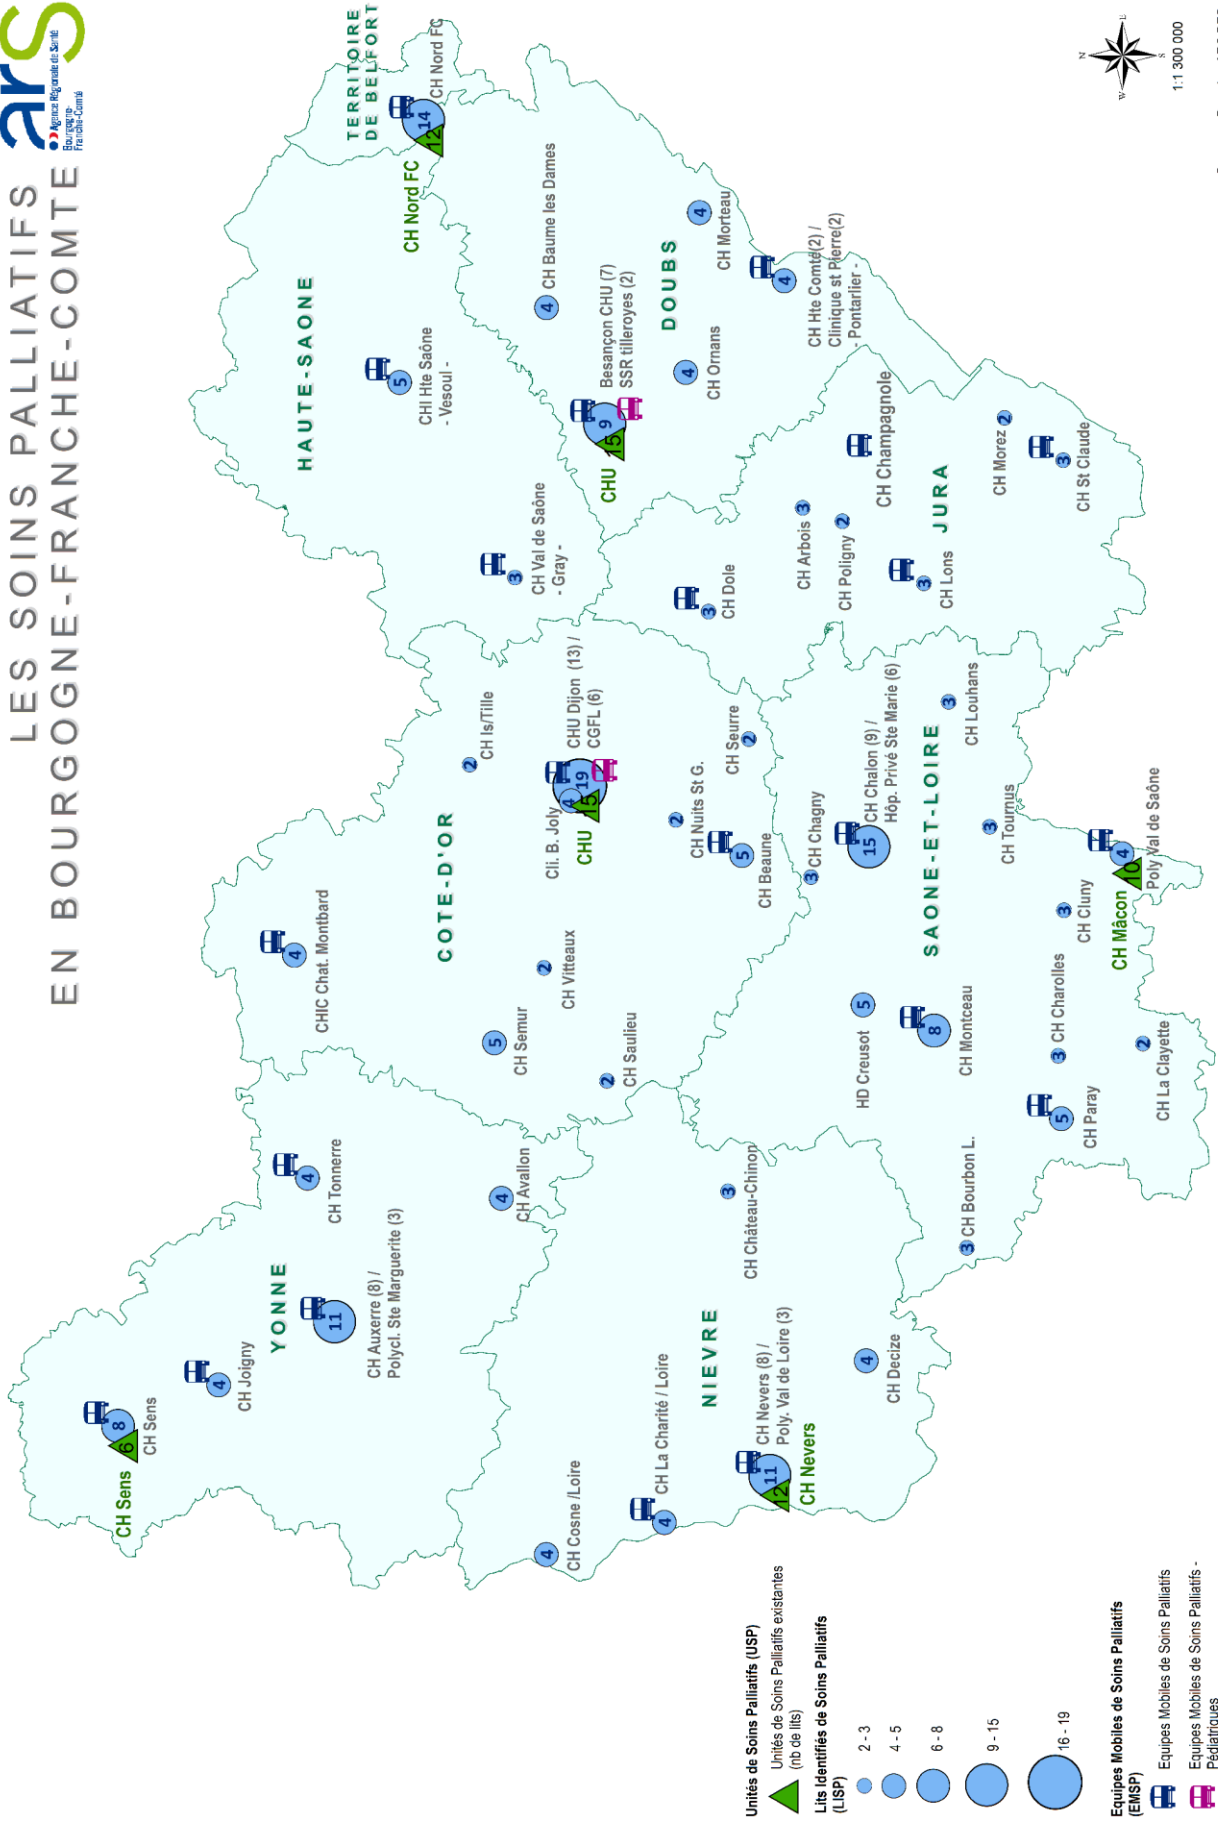 LES SOINS PALLIATIFS
EN BOURGOGNE-FRANCHE-COMTE
ars
Agence Régionale de Santé
Bourgogne-
Franche-Comté
YONNE
CH Sens
6
8
CH Sens
4
CH Joigny
11
CH Auxerre (8) /
Polycl. Ste Marguerite (3)
4
CH Tonnerre
4
CH Avallon
NIEVRE
4
CH Cosne /Loire
4
CH La Charité / Loire
12
11
CH Nevers (8) /
Poly. Val de Loire (3)
CH Nevers
4
CH Decize
3
CH Château-Chinon
COTE-D'OR
4
CHIC Chat. Montbard
5
CH Semur
2
CH Vitteaux
2
CH Saulieu
2
CH Is/Tille
Cli. B. Joly
4
19
15
CHU
CHU Dijon (13) /
CGFL (6)
2
CH Nuits St G.
5
CH Beaune
2
CH Seurre
SAONE-ET-LOIRE
3
CH Chagny
15
CH Chalon (9) /
Hôp. Privé Ste Marie (6)
3
CH Louhans
3
CH Tournus
5
HD Creusot
8
CH Montceau
3
CH Bourbon L.
5
CH Paray
3
CH Charolles
2
CH La Clayette
3
CH Cluny
CH Mâcon
10
4
Poly Val de Saône
HAUTE-SAONE
5
CHI Hte Saône
- Vesoul -
3
CH Val de Saône
- Gray -
TERRITOIRE
DE BELFORT
CH Nord FC
12
14
CH Nord FC
DOUBS
4
CH Baume les Dames
CHU
15
9
Besançon CHU (7)
SSR tilleroyes (2)
4
CH Ornans
4
CH Morteau
4
CH Hte Comté(2) /
Clinique st Pierre(2)
- Pontarlier -
JURA
3
CH Dole
3
CH Arbois
2
CH Poligny
CH Champagnole
3
CH Lons
CH Morez
2
3
CH St Claude
Unités de Soins Palliatifs (USP)
Unités de Soins Palliatifs existantes
(nb de lits)
Lits Identifiés de Soins Palliatifs
(LISP)
2 - 3
4 - 5
6 - 8
9 - 15
16 - 19
Equipes Mobiles de Soins Palliatifs
(EMSP)
Equipes Mobiles de Soins Palliatifs
Equipes Mobiles de Soins Palliatifs -
Pédiatriques
N
W
E
S
1:1 300 000